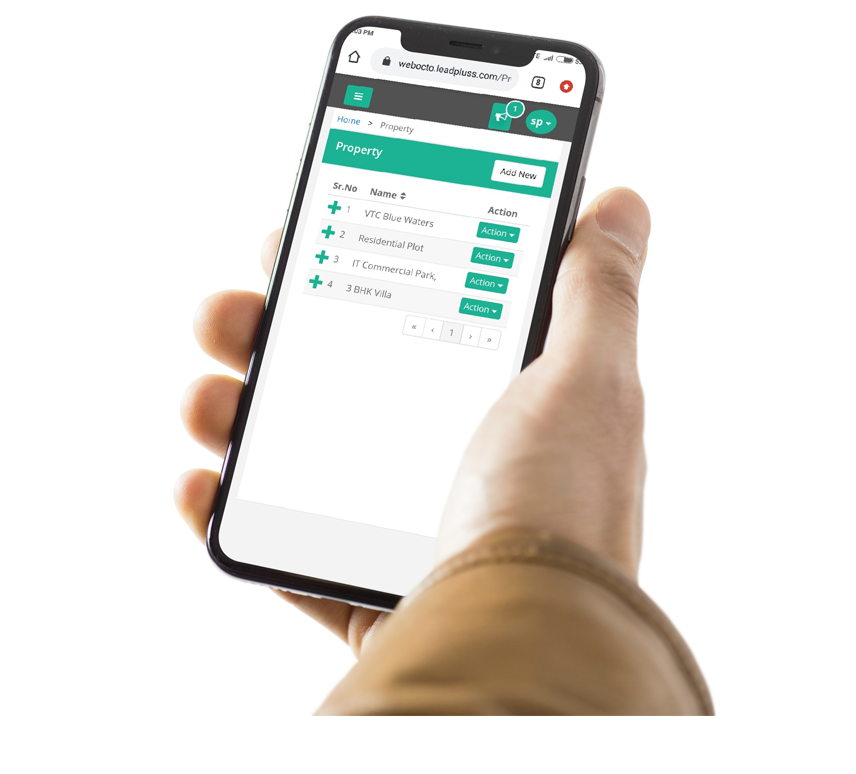 :03 PM
8
webocto.leadpluss.com/Pr
1
sp
Home > Property
Property
Add New
Sr.No Name Action
1 VTC Blue Waters Action
2 Residential Plot Action
3 IT Commercial Park, Action
4 3 BHK Villa Action
« ‹ 1 › »